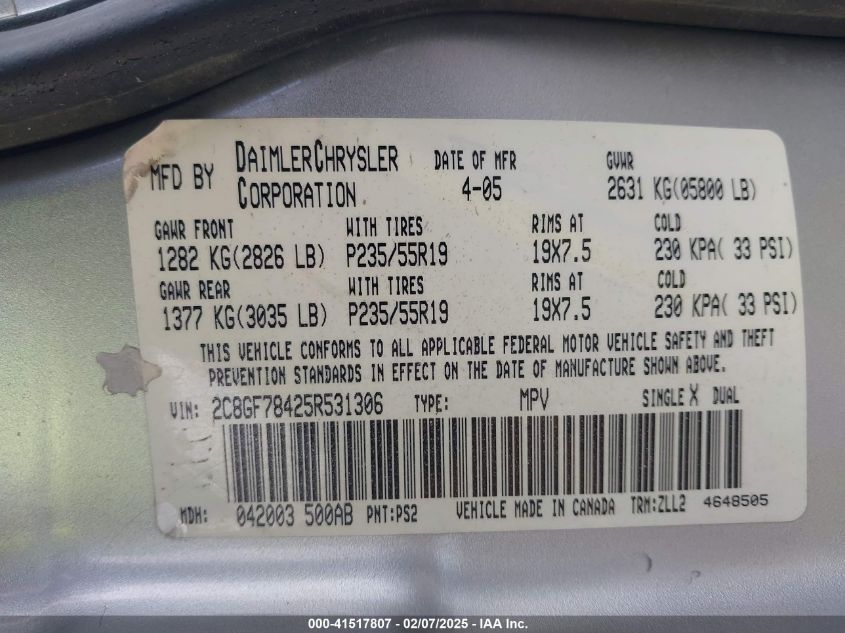 MFD BY DAIMLERCHRYSLER CORPORATION DATE OF MFR 4-05 GVWR 2631 KG(05800 LB)
GAWR FRONT WITH TIRES RIMS AT COLD
1282 KG(2826 LB) P235/55R19 19X7.5 230 KPA( 33 PSI)
GAWR REAR WITH TIRES RIMS AT COLD
1377 KG(3035 LB) P235/55R19 19X7.5 230 KPA( 33 PSI)
THIS VEHICLE CONFORMS TO ALL APPLICABLE FEDERAL MOTOR VEHICLE SAFETY AND THEFT
PREVENTION STANDARDS IN EFFECT ON THE DATE OF MANUFACTURE SHOWN ABOVE.
VIN: 2C8GF78425R531306 TYPE: MPV SINGLE X DUAL
MDH: 042003 500AB PNT:PS2 VEHICLE MADE IN CANADA TRM:ZLL2 4648505
000-41517807 - 02/07/2025 - IAA Inc.